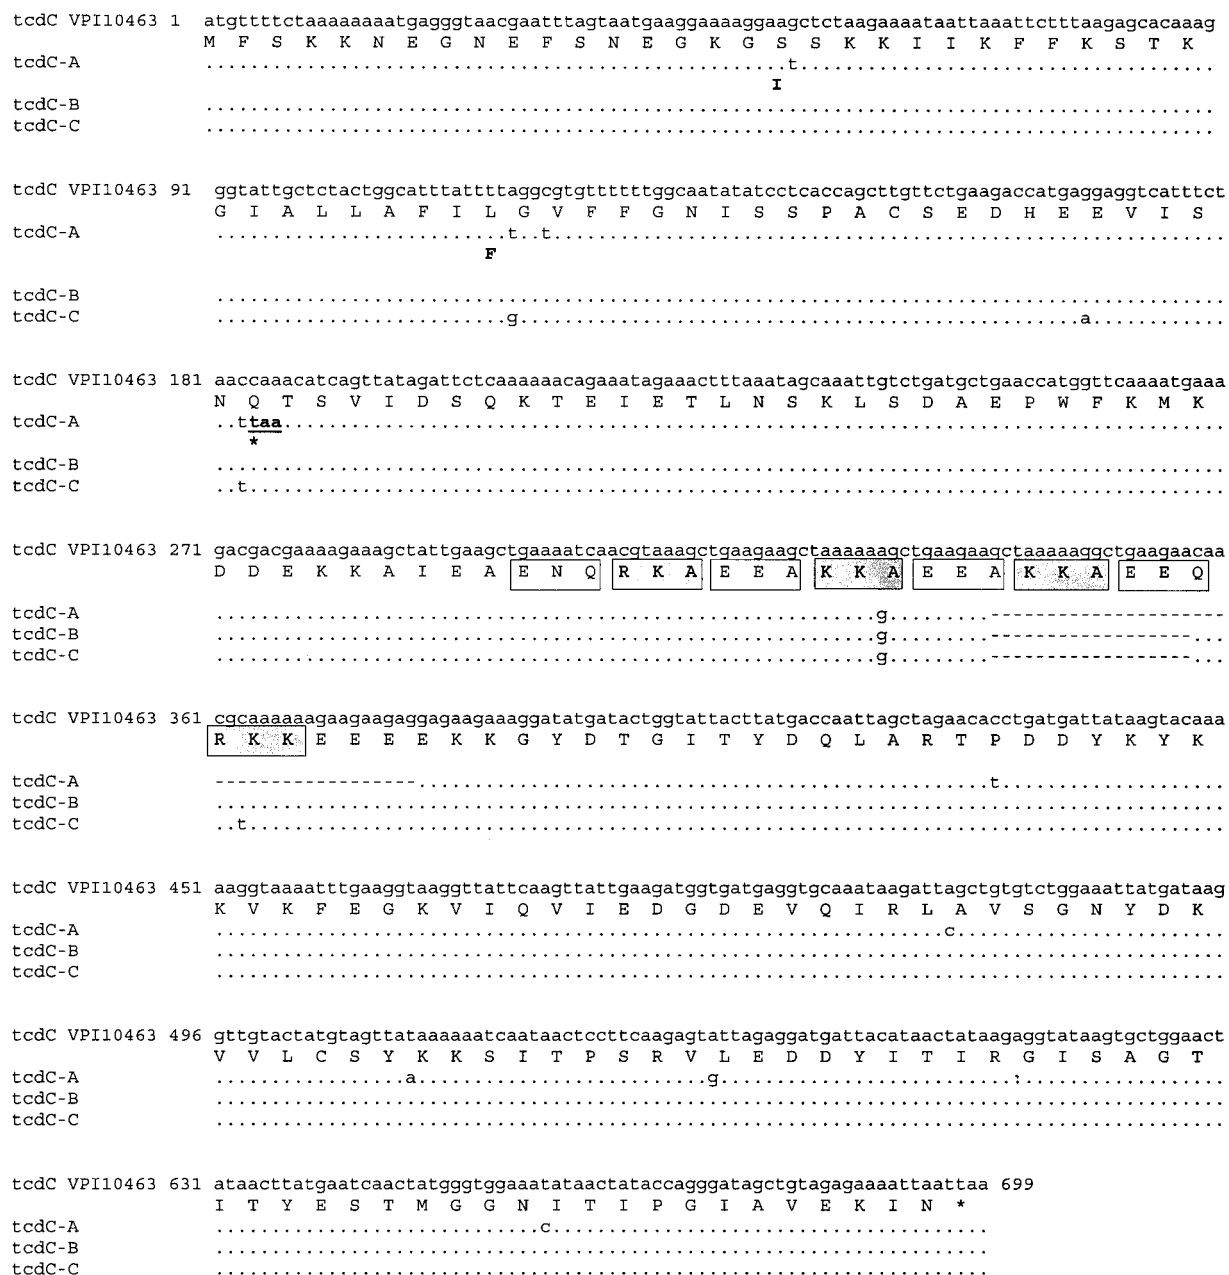 tcdC VPI10463 1 atgttttctaaaaaaaatgagggtaacgaatttagtaatgaaggaaaaggaagctctaagaaaataattaaattctttaagagcacaaag
M F S K K N E G N E F S N E G K G S S K K I I K F F K S T K
tcdC-A ....................................................t.....................................
I
tcdC-B ..........................................................................................
tcdC-C ..........................................................................................
tcdC VPI10463 91 ggtattgctctactggcatttattttaggcgtgttttttggcaatatatcctcaccagcttgttctgaagaccatgaggaggtcatttct
G I A L L A F I L G V F F G N I S S P A C S E D H E E V I S
tcdC-A ..........................t..t............................................................
F
tcdC-B ..........................................................................................
tcdC-C ..........................g..................................................a............
tcdC VPI10463 181 aaccaaacatcagttatagattctcaaaaaacagaaatagaaactttaaatagcaaattgtctgatgctgaaccatggttcaaaatgaaa
N Q T S V I D S Q K T E I E T L N S K L S D A E P W F K M K
tcdC-A ..ttaa....................................................................................
*
tcdC-B ..........................................................................................
tcdC-C ..t.......................................................................................
tcdC VPI10463 271 gacgacgaaaagaaagctattgaagctgaaaatcaacgtaaagctgaagaagctaaaaaagctgaagaagctaaaaaggctgaagaacaa
D D E K K A I E A E N Q R K A E E A K K A E E A K K A E E Q
tcdC-A ...........................................................g.........---------------------
tcdC-B ...........................................................g.........------------------...
tcdC-C ...........................................................g.........------------------...
tcdC VPI10463 361 cgcaaaaaagaagaagaggagaagaaaggatatgatactggtattacttatgaccaattagctagaacacctgatgattataagtacaaa
R K K E E E E K K G Y D T G I T Y D Q L A R T P D D Y K Y K
tcdC-A ------------------...................................................t....................
tcdC-B ..........................................................................................
tcdC-C ..t.......................................................................................
tcdC VPI10463 451 aaggtaaaatttgaaggtaaggttattcaagttattgaagatggtgatgaggtgcaaataagattagctgtgtctggaaattatgataag
K V K F E G K V I Q V I E D G D E V Q I R L A V S G N Y D K
tcdC-A .................................................................c........................
tcdC-B ..........................................................................................
tcdC-C ..........................................................................................
tcdC VPI10463 496 gttgtactatgtagttataaaaaatcaataactccttcaagagtattagaggatgattacataactataagaggtataagtgctggaact
V V L C S Y K K S I T P S R V L E D D Y I T I R G I S A G T
tcdC-A .................a..........................g..........................:..................
tcdC-B ..........................................................................................
tcdC-C ..........................................................................................
tcdC VPI10463 631 ataacttatgaatcaactatgggtggaaatataactataccagggatagctgtagagaaaattaattaa 699
I T Y E S T M G G N I T I P G I A V E K I N *
tcdC-A .............................c.......................................
tcdC-B .....................................................................
tcdC-C .....................................................................